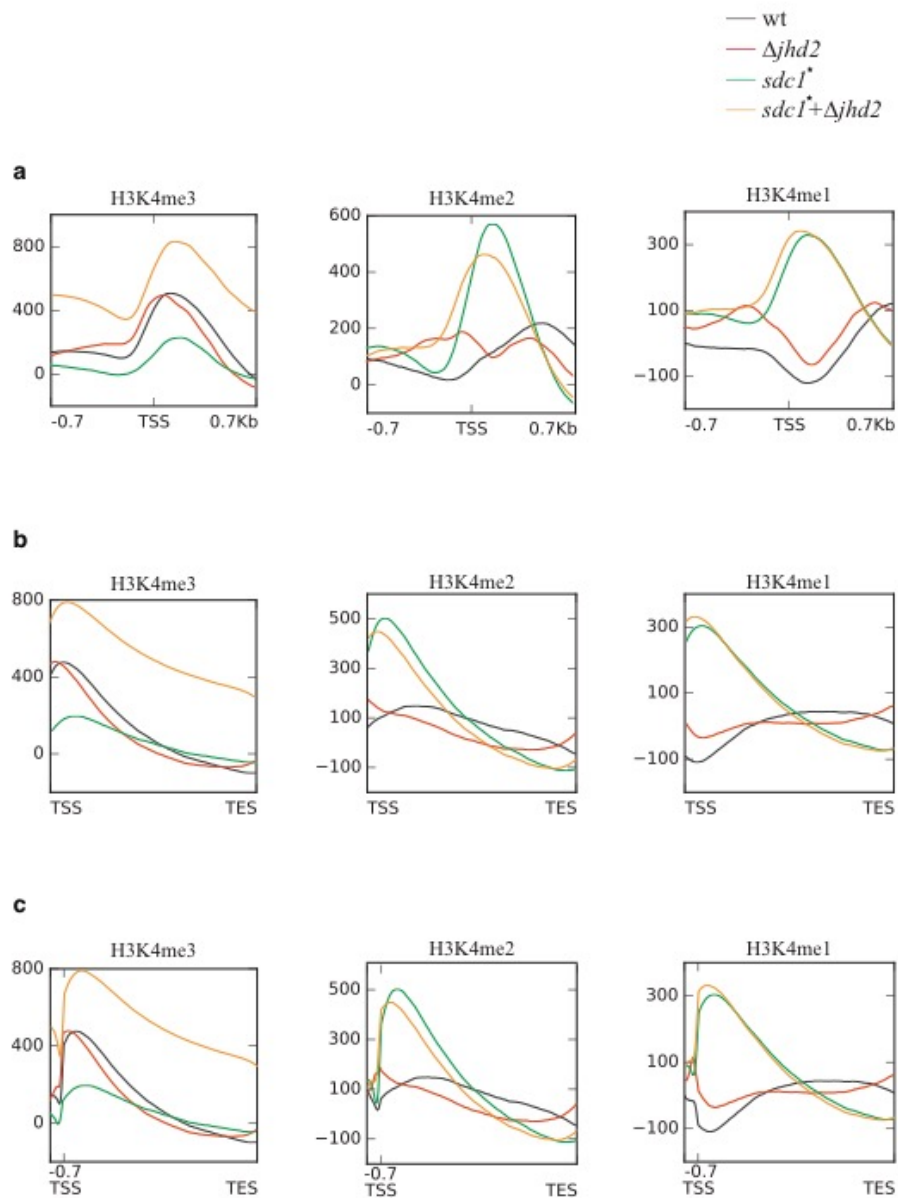 wt
Δjhd2
sdc1*
sdc1*+Δjhd2
a
H3K4me3
H3K4me2
H3K4me1
800
400
0
-0.7
TSS
0.7Kb
600
400
200
0
-0.7
TSS
0.7Kb
300
100
−100
-0.7
TSS
0.7Kb
b
H3K4me3
H3K4me2
H3K4me1
800
400
0
TSS
TES
500
300
100
−100
TSS
TES
300
100
−100
TSS
TES
c
H3K4me3
H3K4me2
H3K4me1
800
400
0
-0.7
TSS
TES
500
300
100
−100
-0.7
TSS
TES
300
100
−100
-0.7
TSS
TES